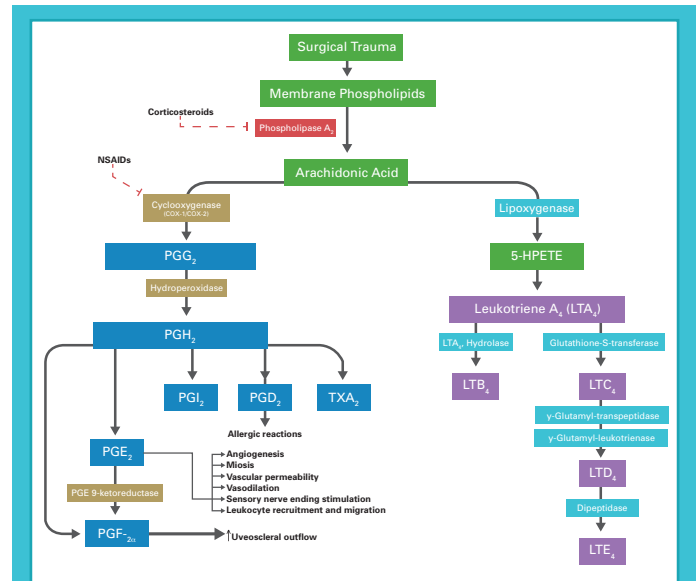 Surgical Trauma
Membrane Phospholipids
Corticosteroids
Phospholipase A₂
NSAIDs
Arachidonic Acid
Cyclooxygenase
(COX-1/COX-2)
Lipoxygenase
PGG₂
5-HPETE
Hydroperoxidase
Leukotriene A₄ (LTA₄)
PGH₂
LTA₄, Hydrolase
Glutathione-S-transferase
PGI₂
PGD₂
TXA₂
LTB₄
LTC₄
γ-Glutamyl-transpeptidase
γ-Glutamyl-leukotrienase
Allergic reactions
PGE₂
Angiogenesis
Miosis
Vascular permeability
Vasodilation
Sensory nerve ending stimulation
Leukocyte recruitment and migration
LTD₄
PGE 9-ketoreductase
Dipeptidase
PGF-₂α
↑Uveoscleral outflow
LTE₄